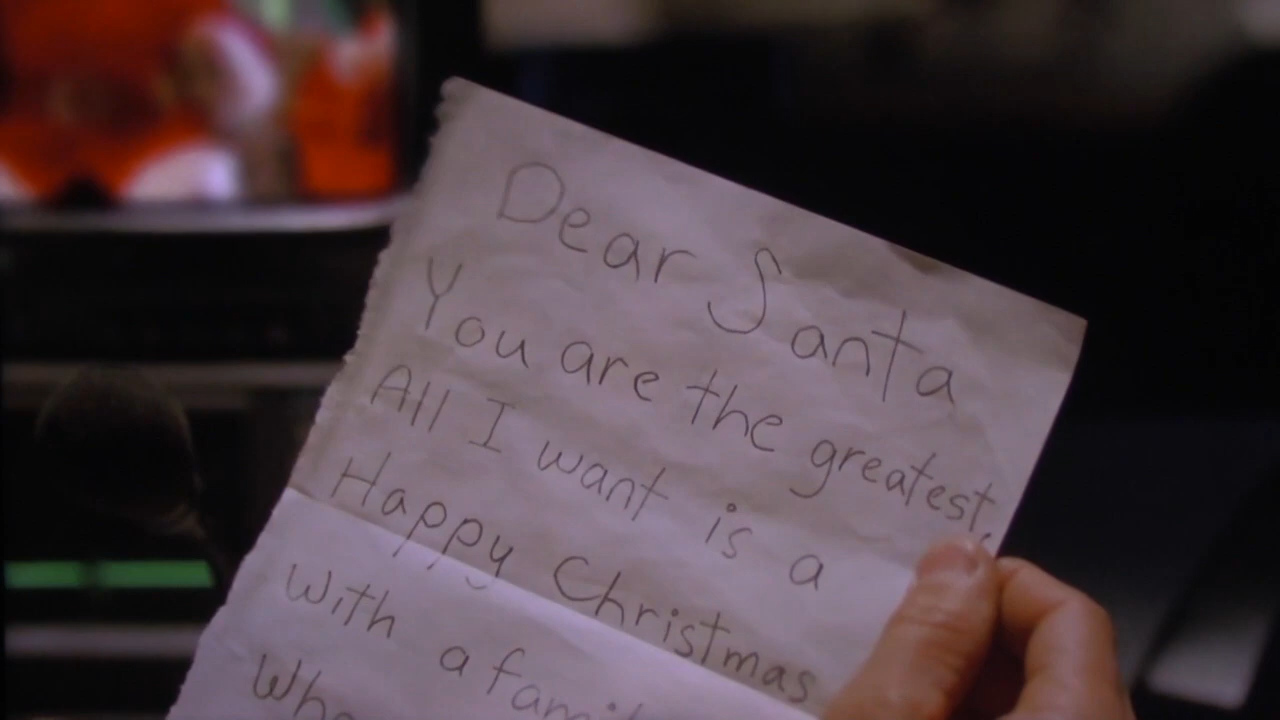 Dear Santa
You are the greatest.
All I want is a
Happy Christmas
with a